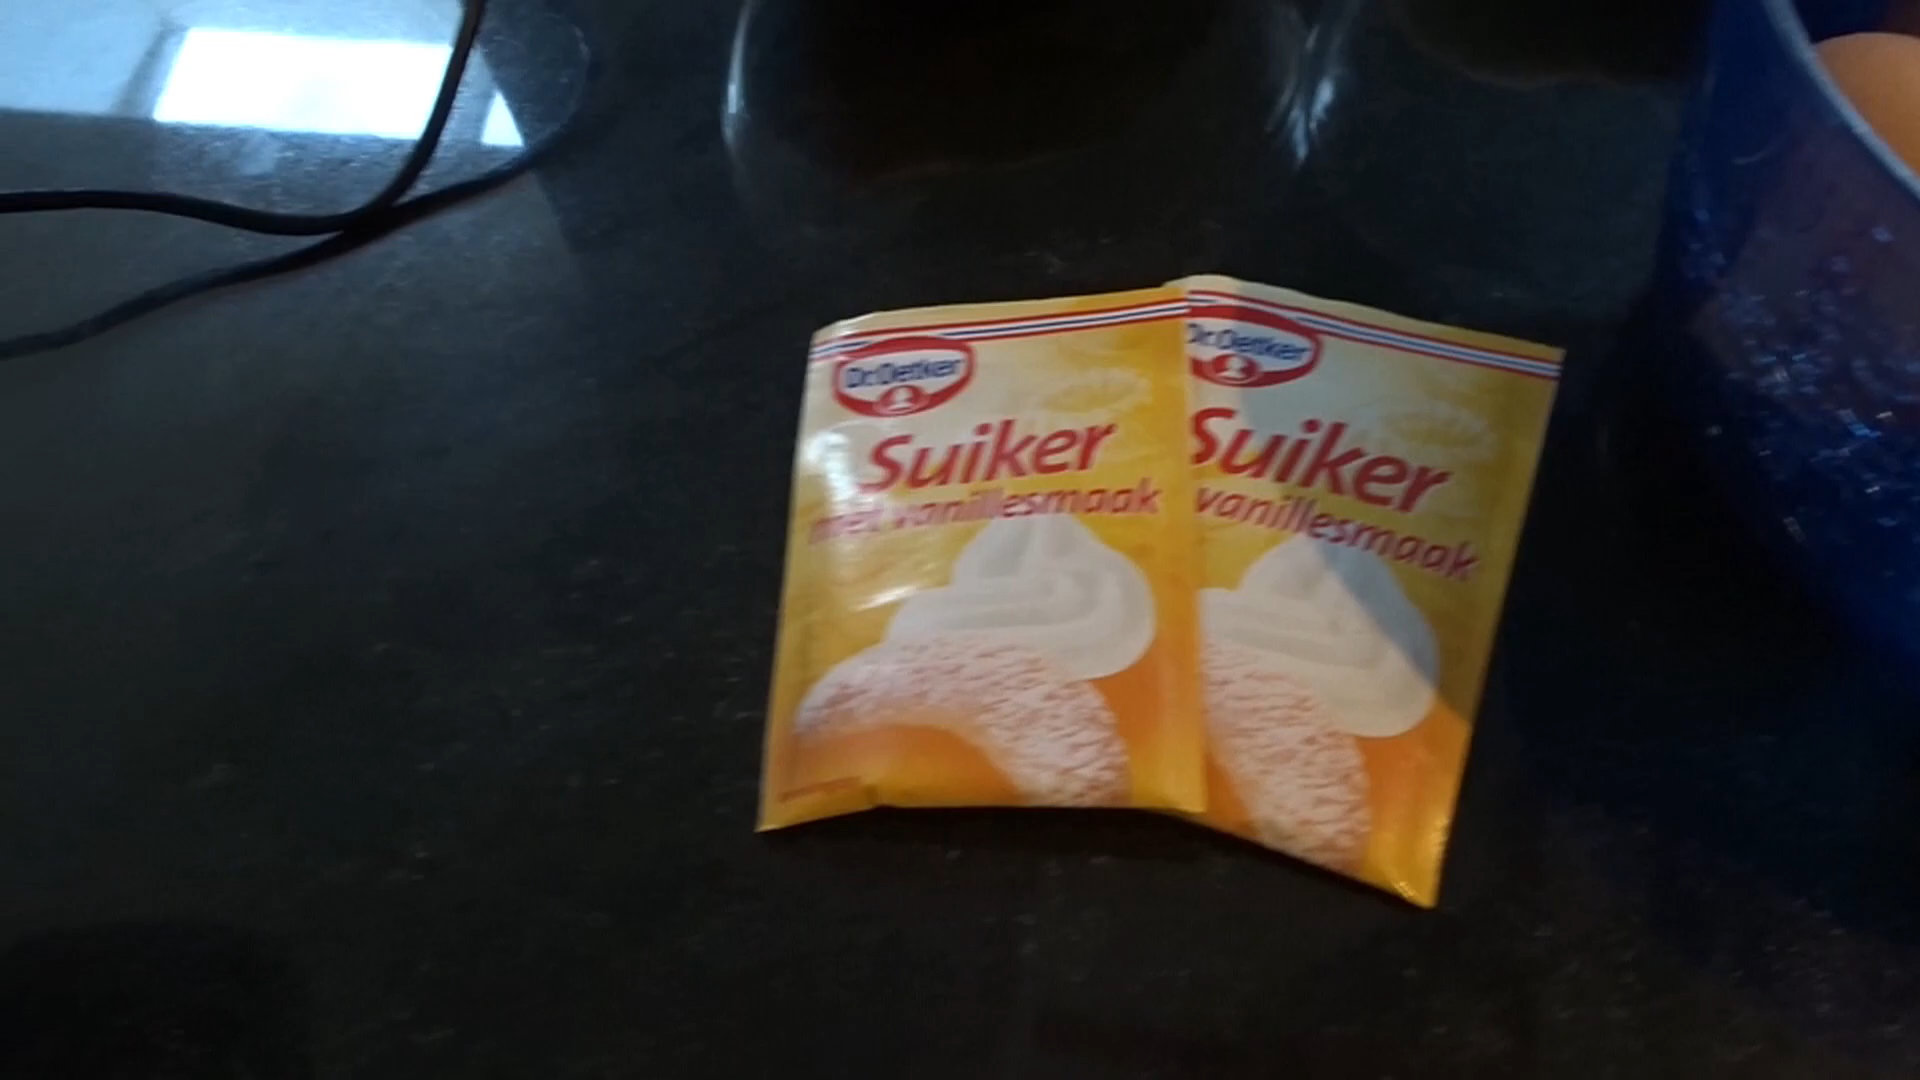 Dr. Oetker
Suiker
met vanillesmaak
Dr. Oetker
Suiker
vanillesmaak